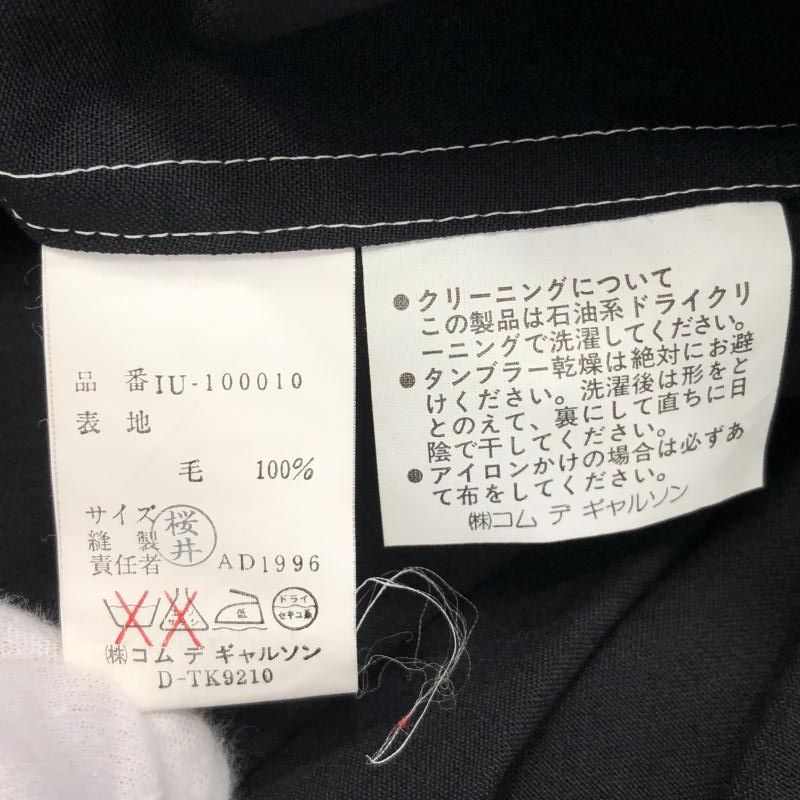 品 番 IU-100010
表 地
毛 100%
サイズ
縫 製
責任者
桜井
AD1996
エンソ
サラシ
低
ドライ
セキユ系
㈱コム デ ギャルソン
D-TK9210
● クリーニングについて
この製品は石油系ドライクリ
ーニングで洗濯してください。
● タンブラー乾燥は絶対にお避
けください。洗濯後は形をと
とのえて、裏にして直ちに日
陰で干してください。
● アイロンかけの場合は必ずあ
て布をしてください。
㈱コム デ ギャルソン